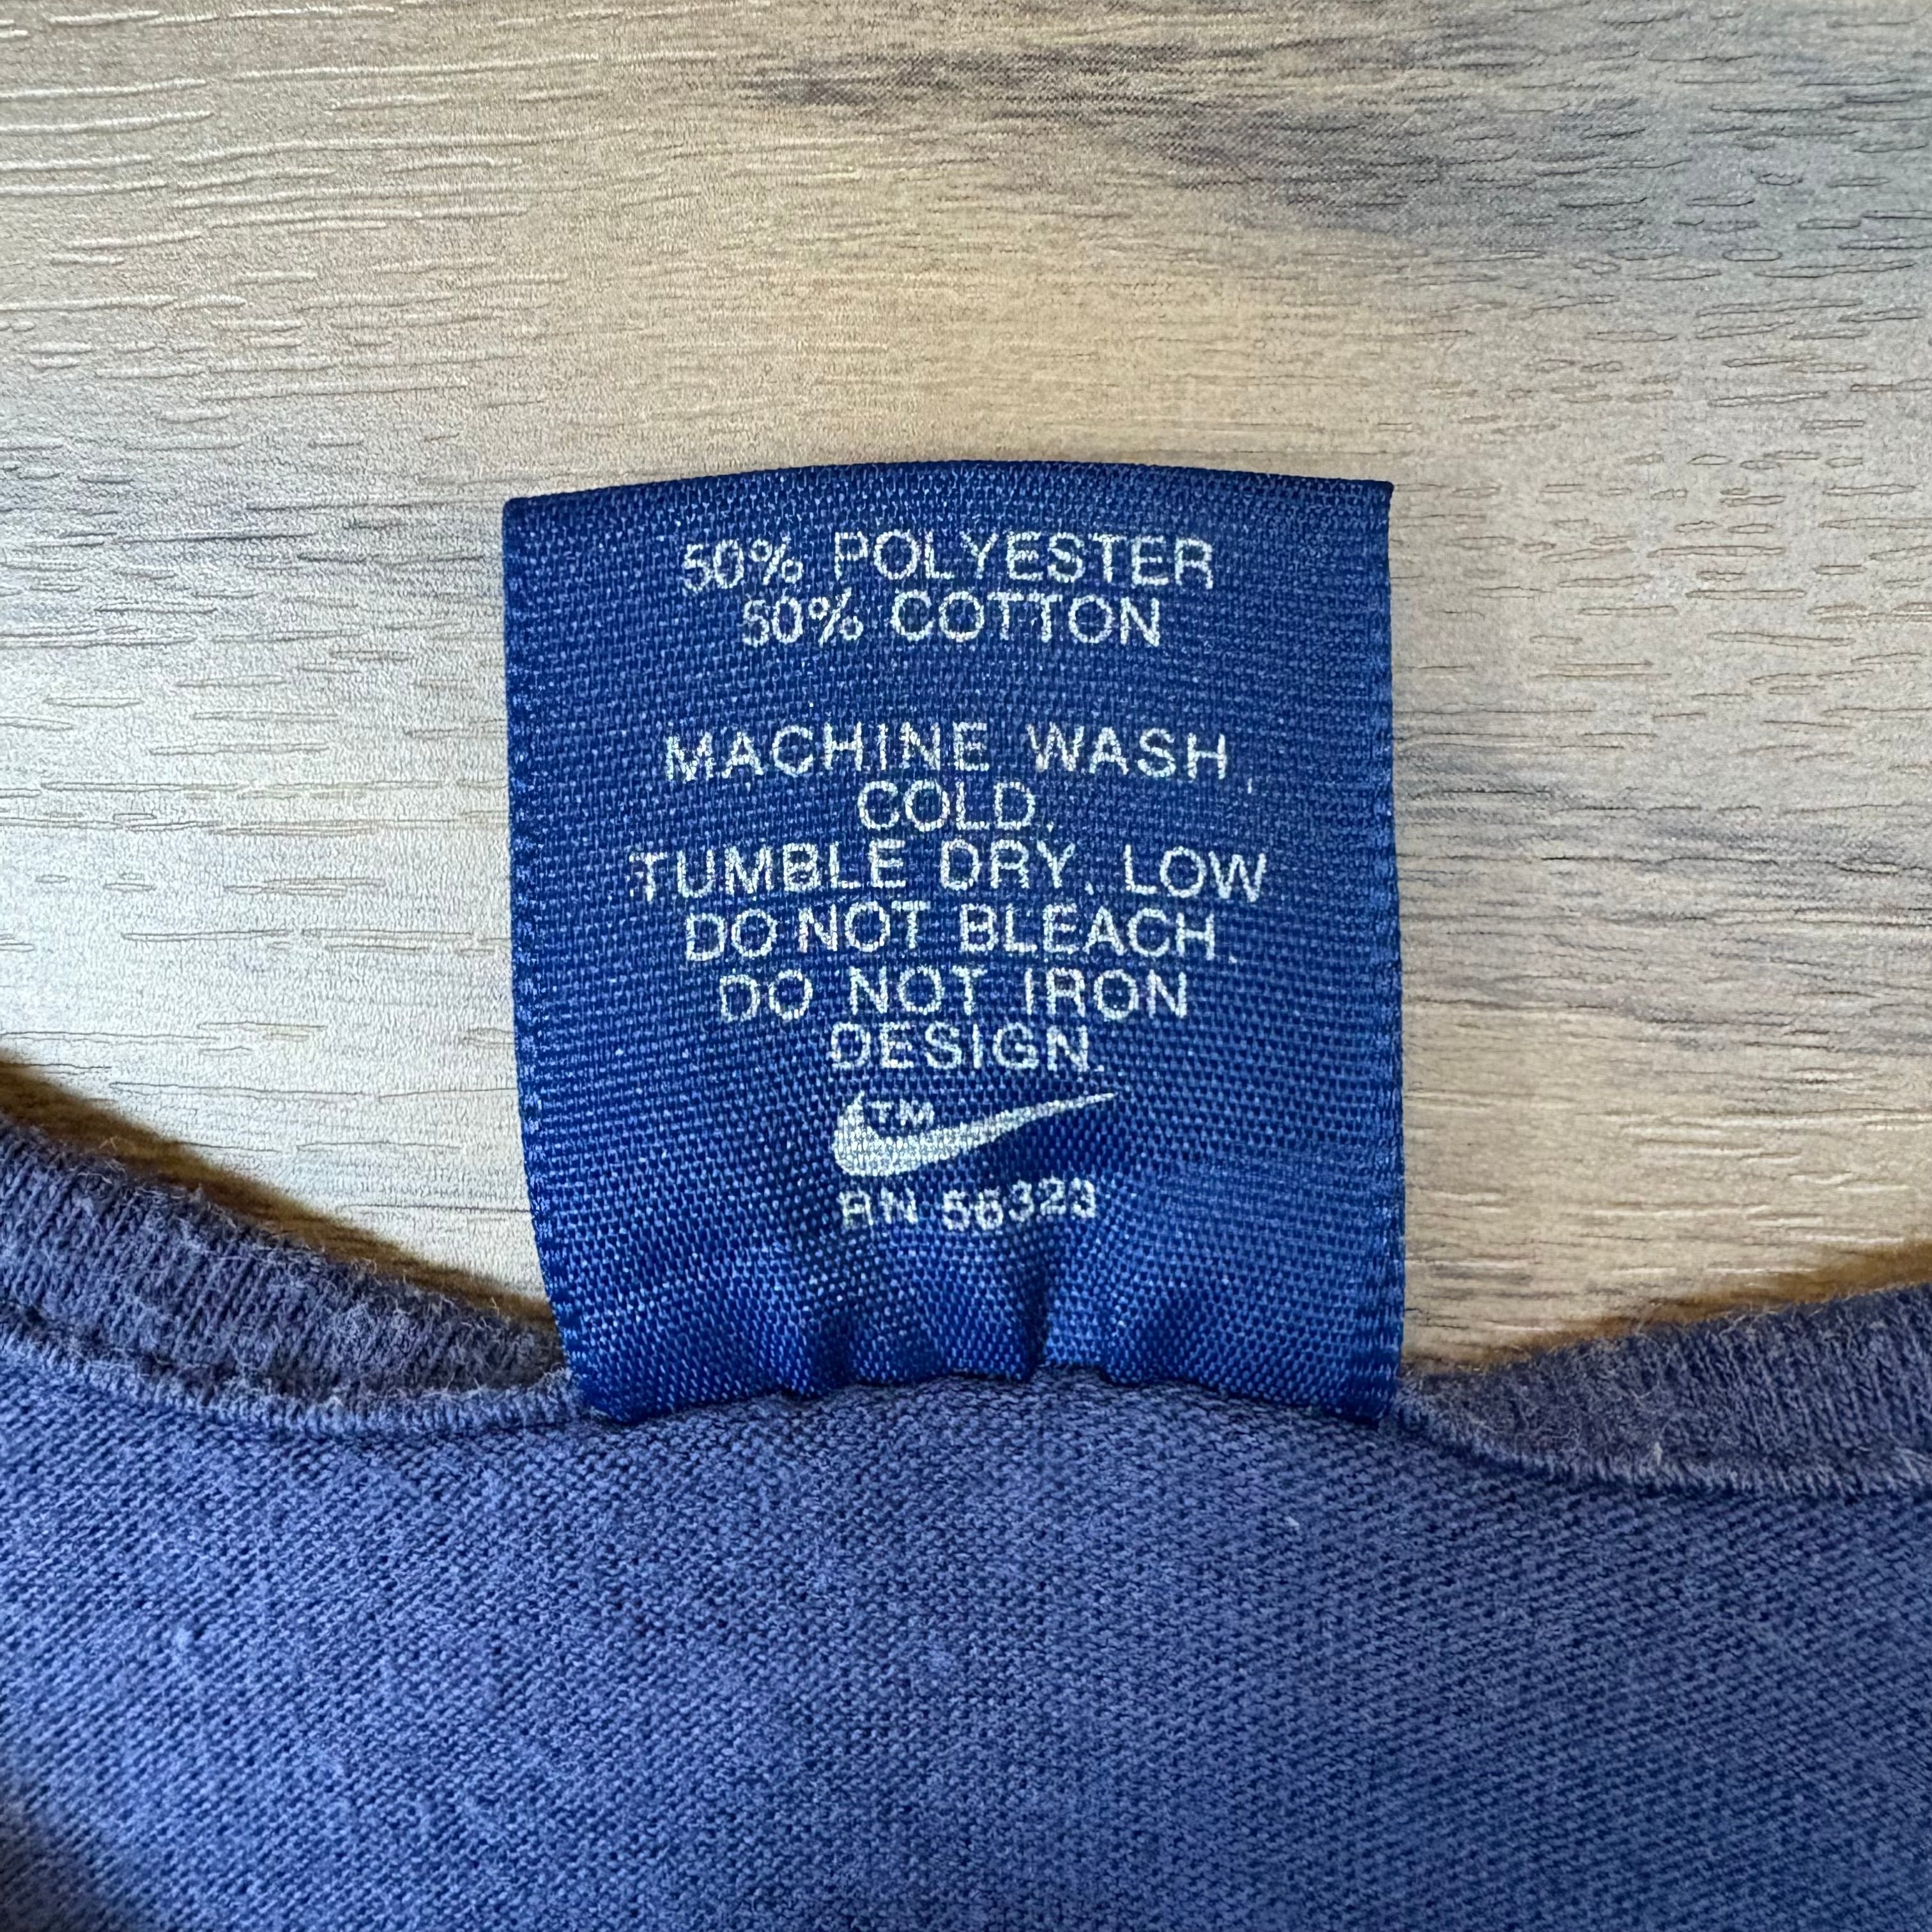 50% POLYESTER
50% COTTON
MACHINE WASH,
COLD.
TUMBLE DRY, LOW
DO NOT BLEACH.
DO NOT IRON
DESIGN.
TM
RN 56323